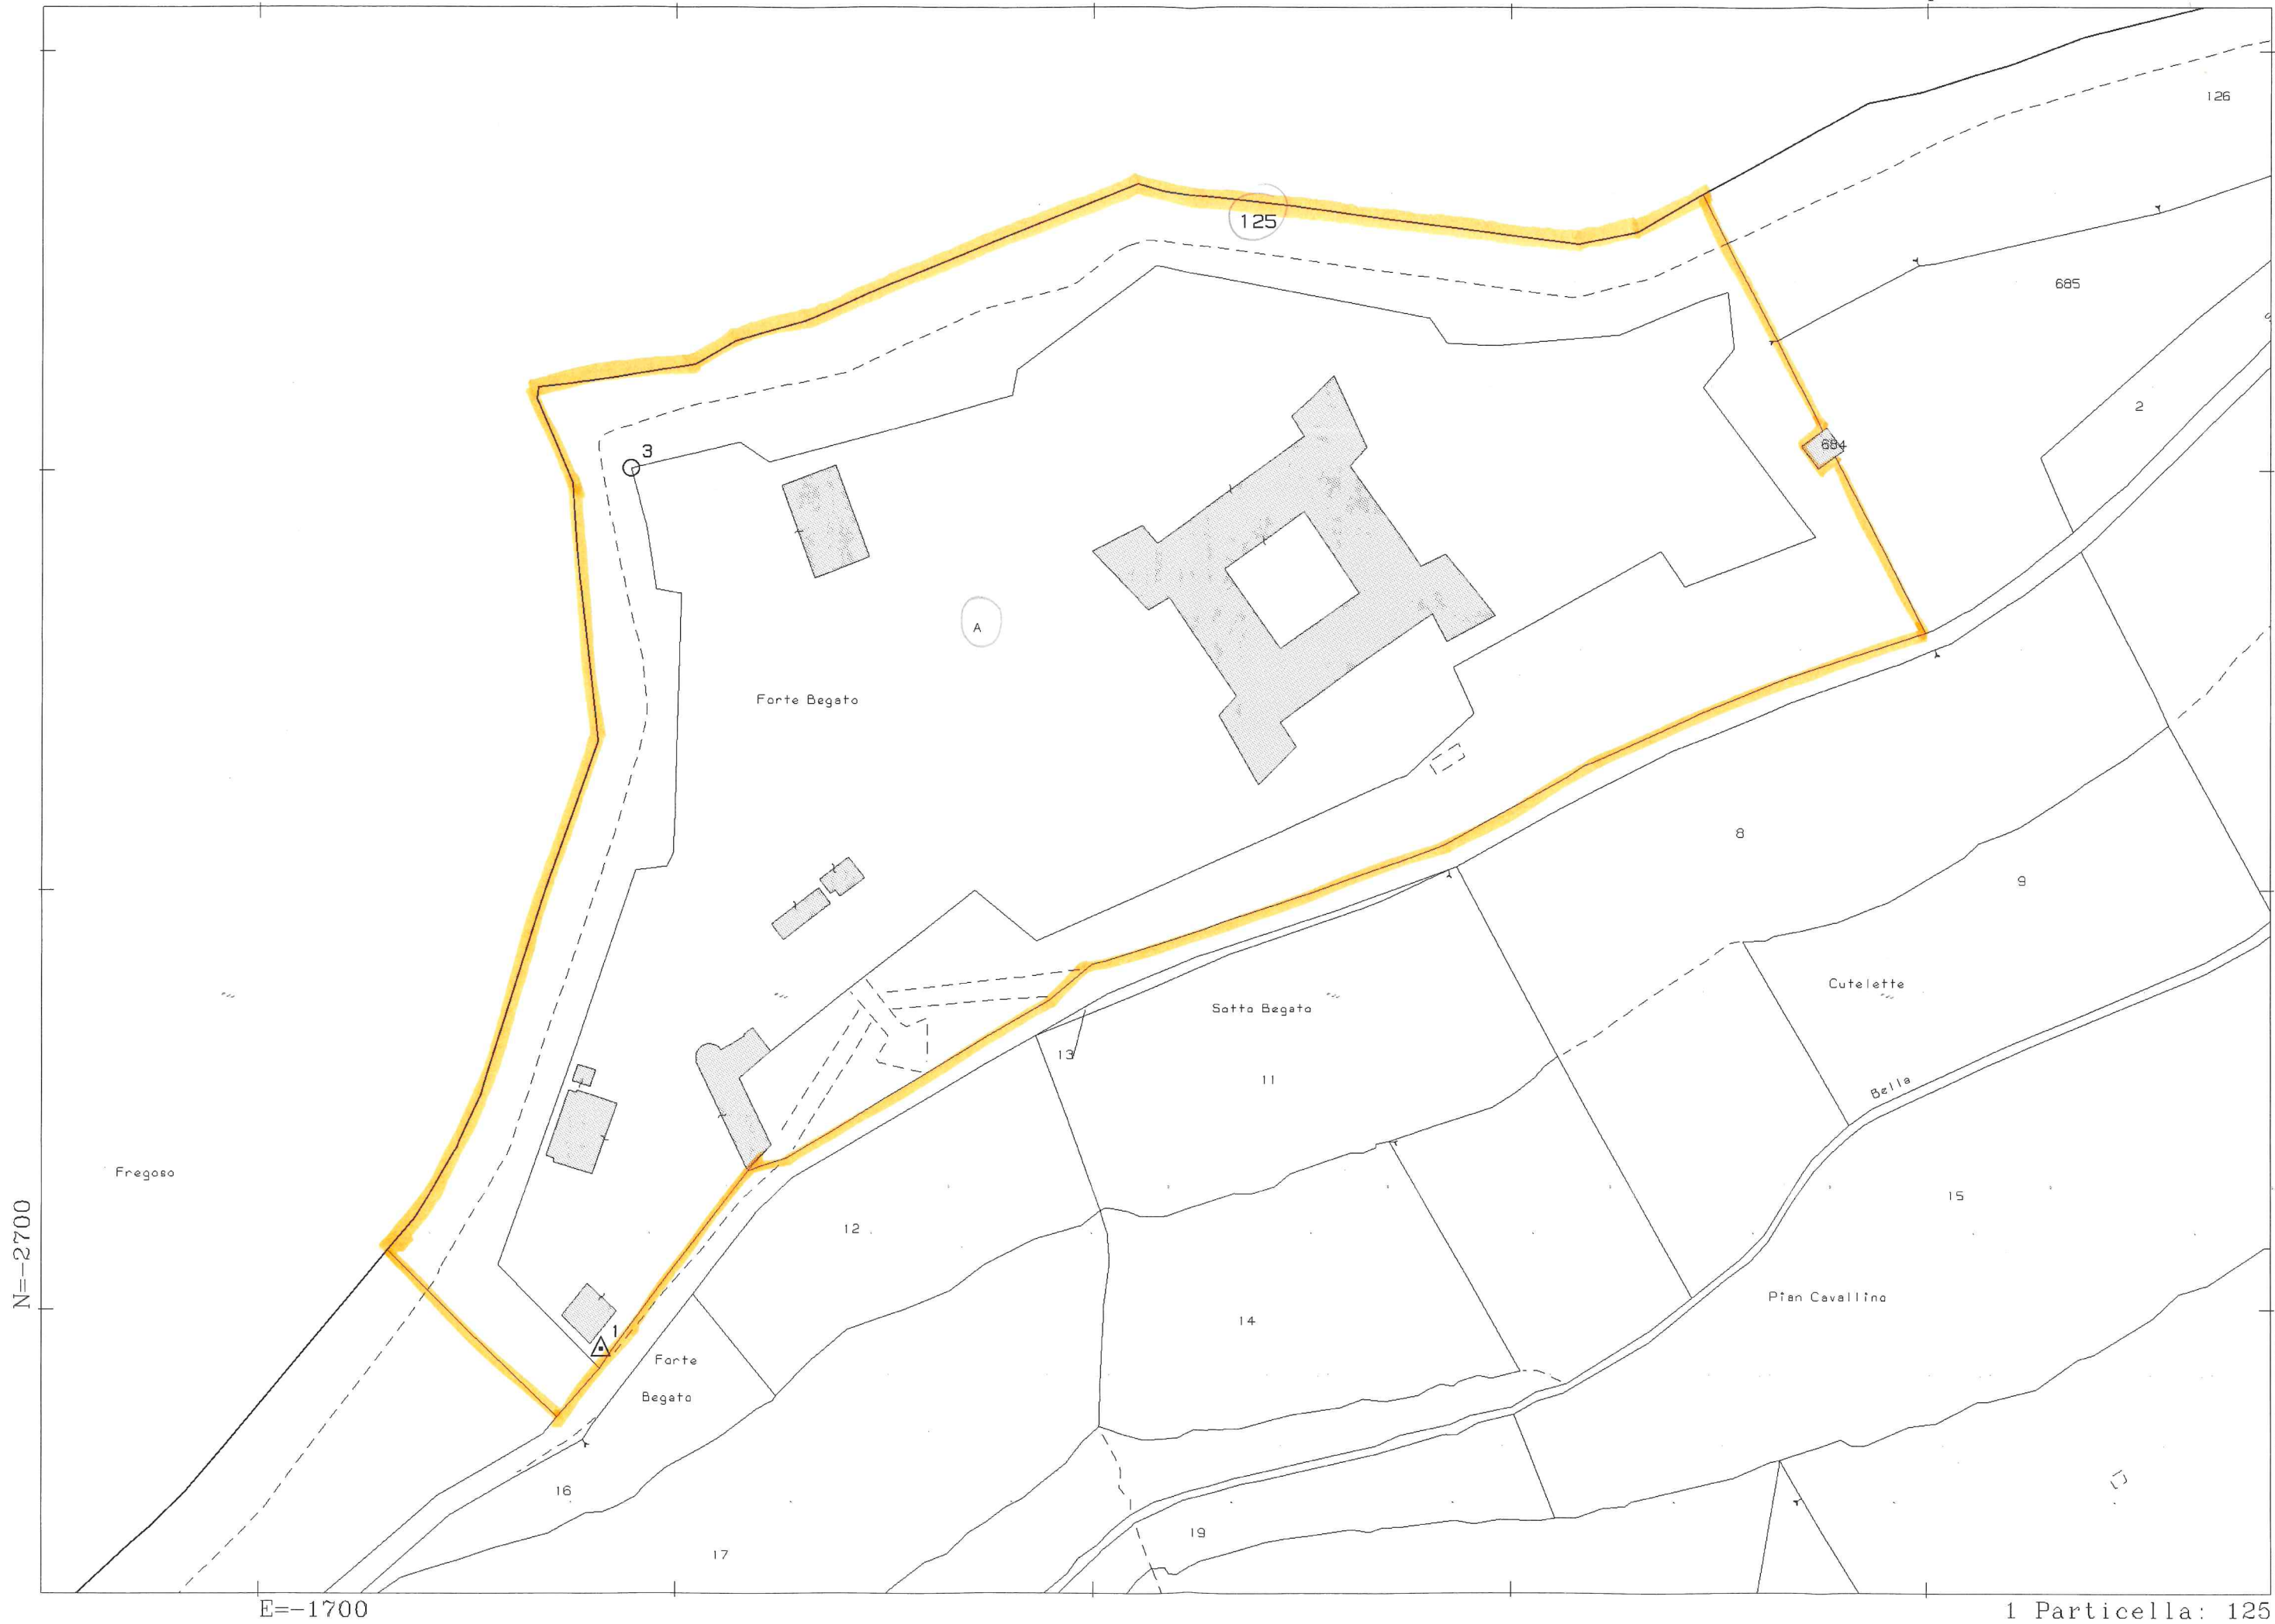 126
125
685
2
3
684
A
Forte Begato
8
9
Cutelette
Sotto Begato
13
11
Bella
Fregoso
15
12
N=-2700
Pian Cavallino
14
1
Forte
Begato
16
19
17
E=-1700
1 Particella: 125